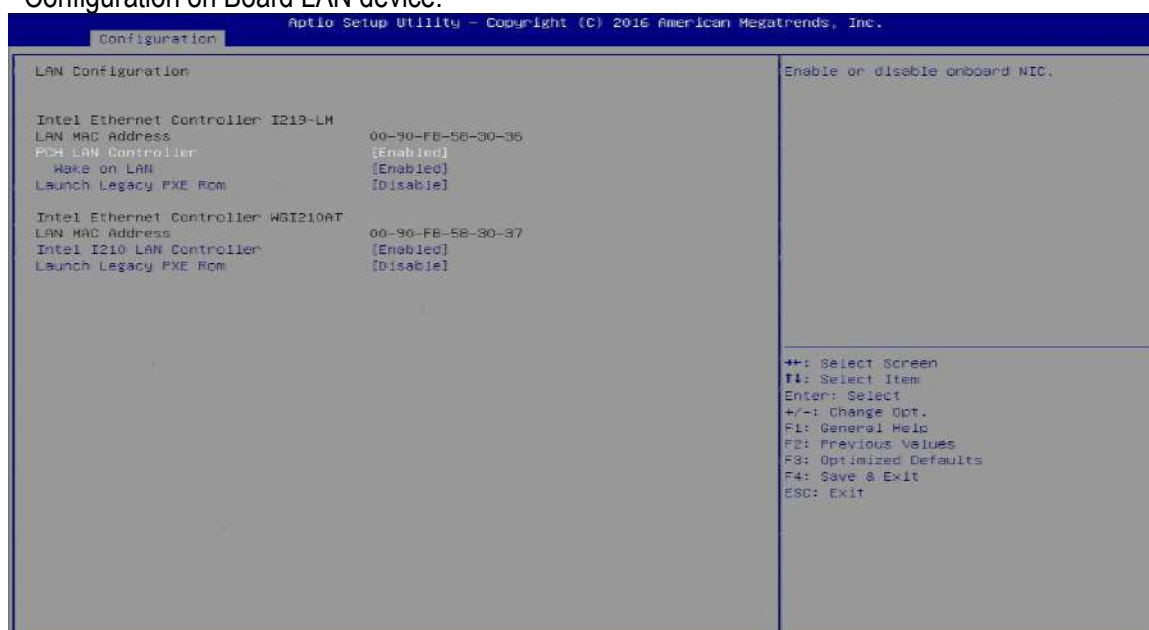 Configuration on Board LAN device.
Aptio Setup Utility – Copyright (C) 2016 American Megatrends, Inc.
Configuration
LAN Configuration
Enable or disable onboard NIC.
Intel Ethernet Controller I219-LM
LAN MAC Address 00-90-FB-58-30-36
PCH LAN Controller [Enabled]
Wake on LAN [Enabled]
Launch Legacy PXE Rom [Disable]
Intel Ethernet Controller WGI210AT
LAN MAC Address 00-90-FB-58-30-37
Intel I210 LAN Controller [Enabled]
Launch Legacy PXE Rom [Disable]
→←: Select Screen
↑↓: Select Item
Enter: Select
+/-: Change Opt.
F1: General Help
F2: Previous Values
F3: Optimized Defaults
F4: Save & Exit
ESC: Exit